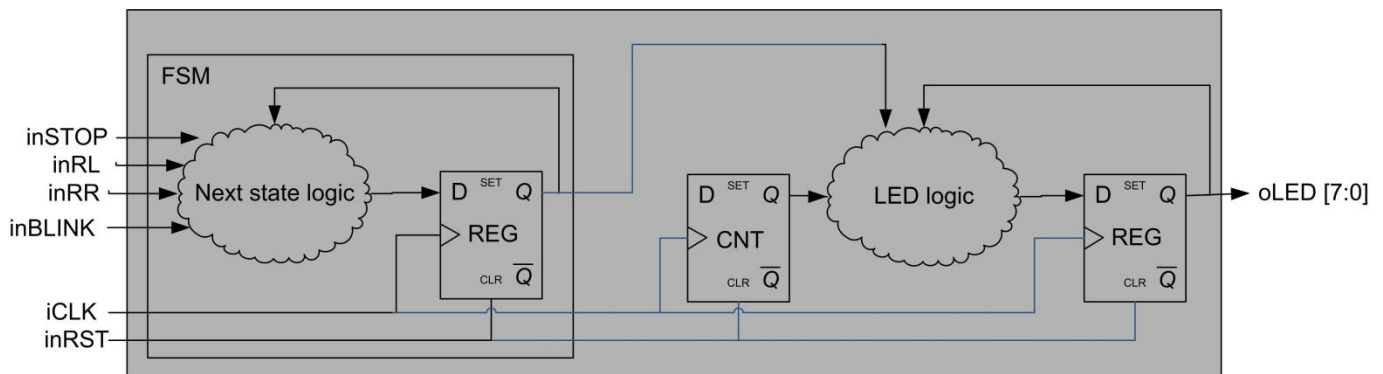 FSM
inSTOP
inRL
inRR
inBLINK
iCLK
inRST
Next state logic
D SET Q
REG
CLR Q
D SET Q
CNT
CLR Q
LED logic
D SET Q
REG
CLR Q
oLED [7:0]